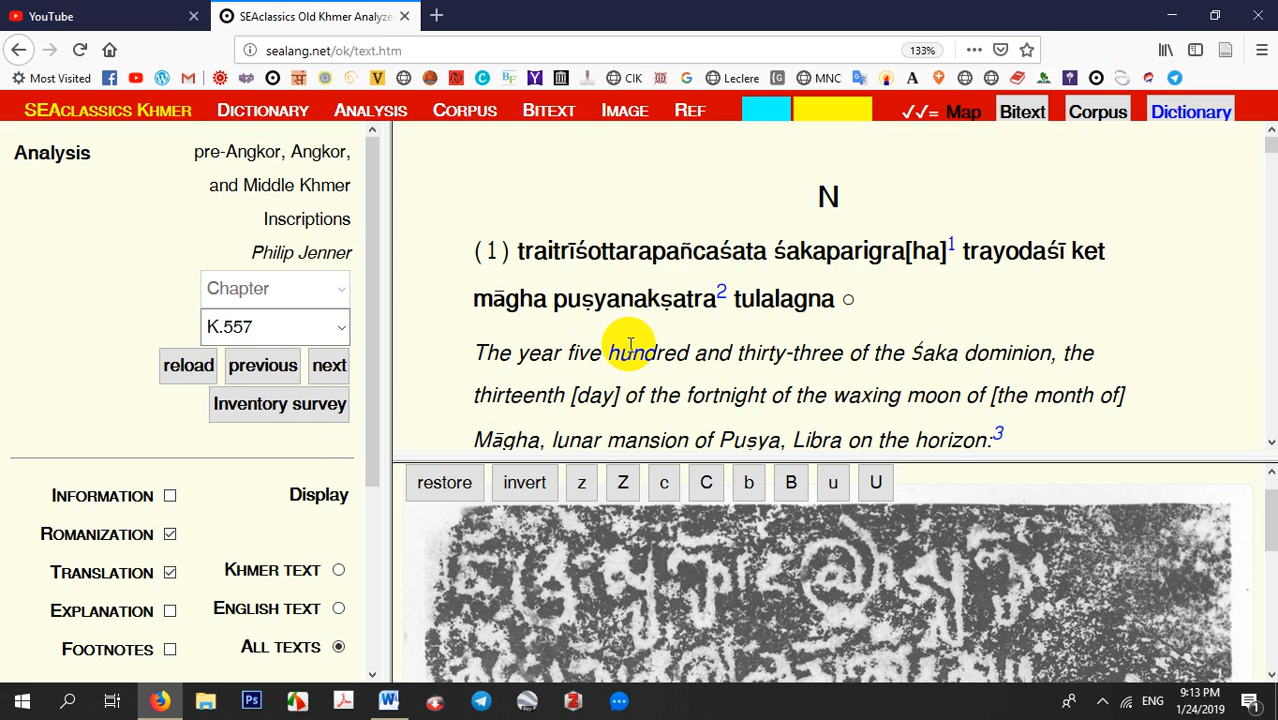 YouTube
SEAclassics Old Khmer Analyze
sealang.net/ok/text.htm
133%
Most Visited
CIK
Leclere
MNC
SEACLASSICS KHMER DICTIONARY ANALYSIS CORPUS BITEXT IMAGE REF
✓✓= Map Bitext Corpus Dictionary
Analysis
pre-Angkor, Angkor,
and Middle Khmer
Inscriptions
Philip Jenner
Chapter
K.557
reload previous next
Inventory survey
INFORMATION
Display
ROMANIZATION
TRANSLATION
KHMER TEXT
EXPLANATION
ENGLISH TEXT
FOOTNOTES
ALL TEXTS
N
(1) traitrīśottarapañcaśata śakaparigra[ha]1 trayodaśī ket
māgha puṣyanakṣatra2 tulalagna ○
The year five hundred and thirty-three of the śaka dominion, the
thirteenth [day] of the fortnight of the waxing moon of [the month of]
Māgha, lunar mansion of Puṣya, Libra on the horizon:3
restore invert z Z c C b B u U
ENG
9:13 PM
1/24/2019